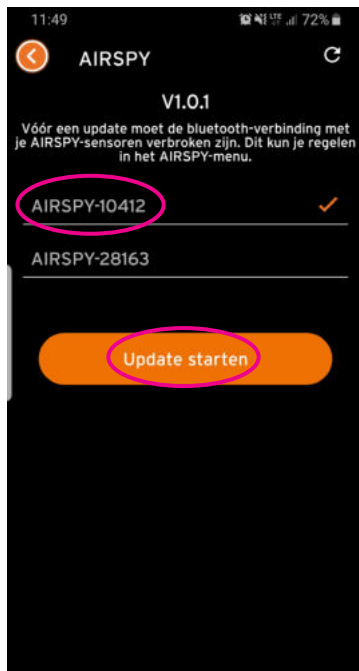 11:49 LTE 72%
AIRSPY
V1.0.1
Vóór een update moet de bluetooth-verbinding met
je AIRSPY-sensoren verbroken zijn. Dit kun je regelen
in het AIRSPY-menu.
AIRSPY-10412
AIRSPY-28163
Update starten